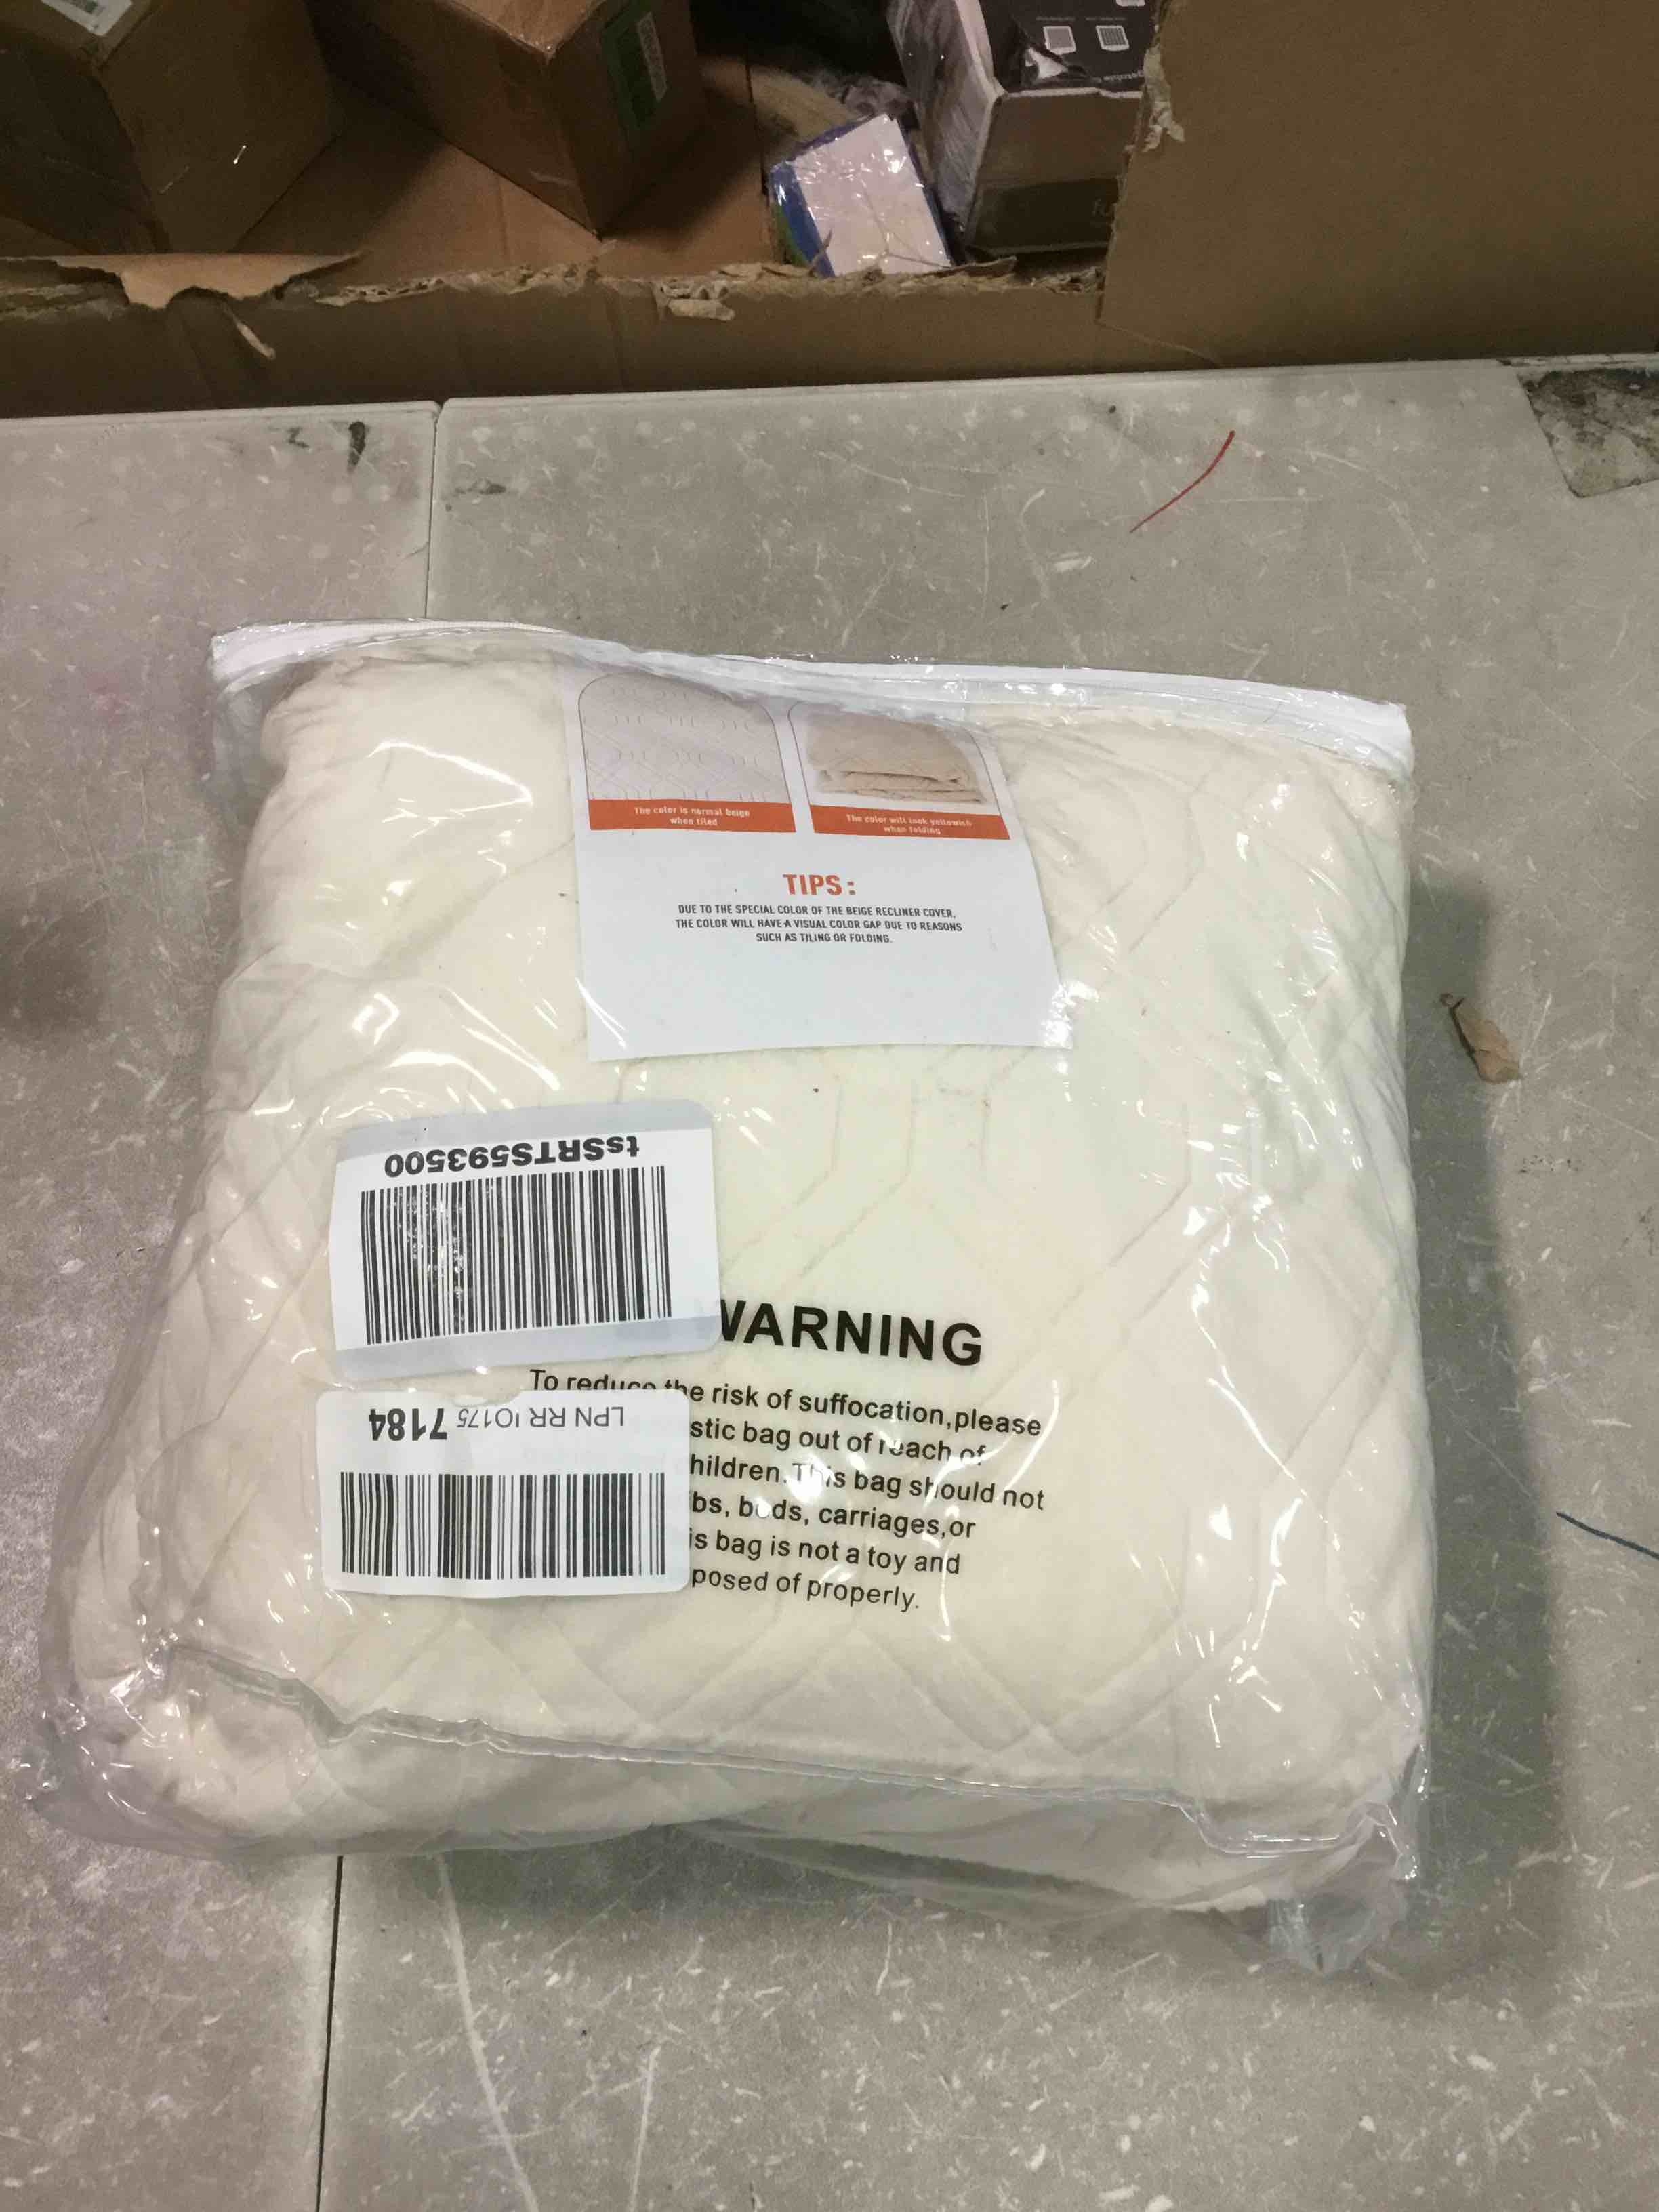 The color is normal beige
when tiled
The color will look yellowish
when folding
TIPS:
DUE TO THE SPECIAL COLOR OF THE BEIGE RECLINER COVER,
THE COLOR WILL HAVE A VISUAL COLOR GAP DUE TO REASONS
SUCH AS TILING OR FOLDING.
tsSRTS593500
WARNING
To reduce the risk of suffocation,please
stic bag out of reach of
hildren.This bag should not
bs, beds, carriages,or
is bag is not a toy and
posed of properly.
LPN RR IO175 7184